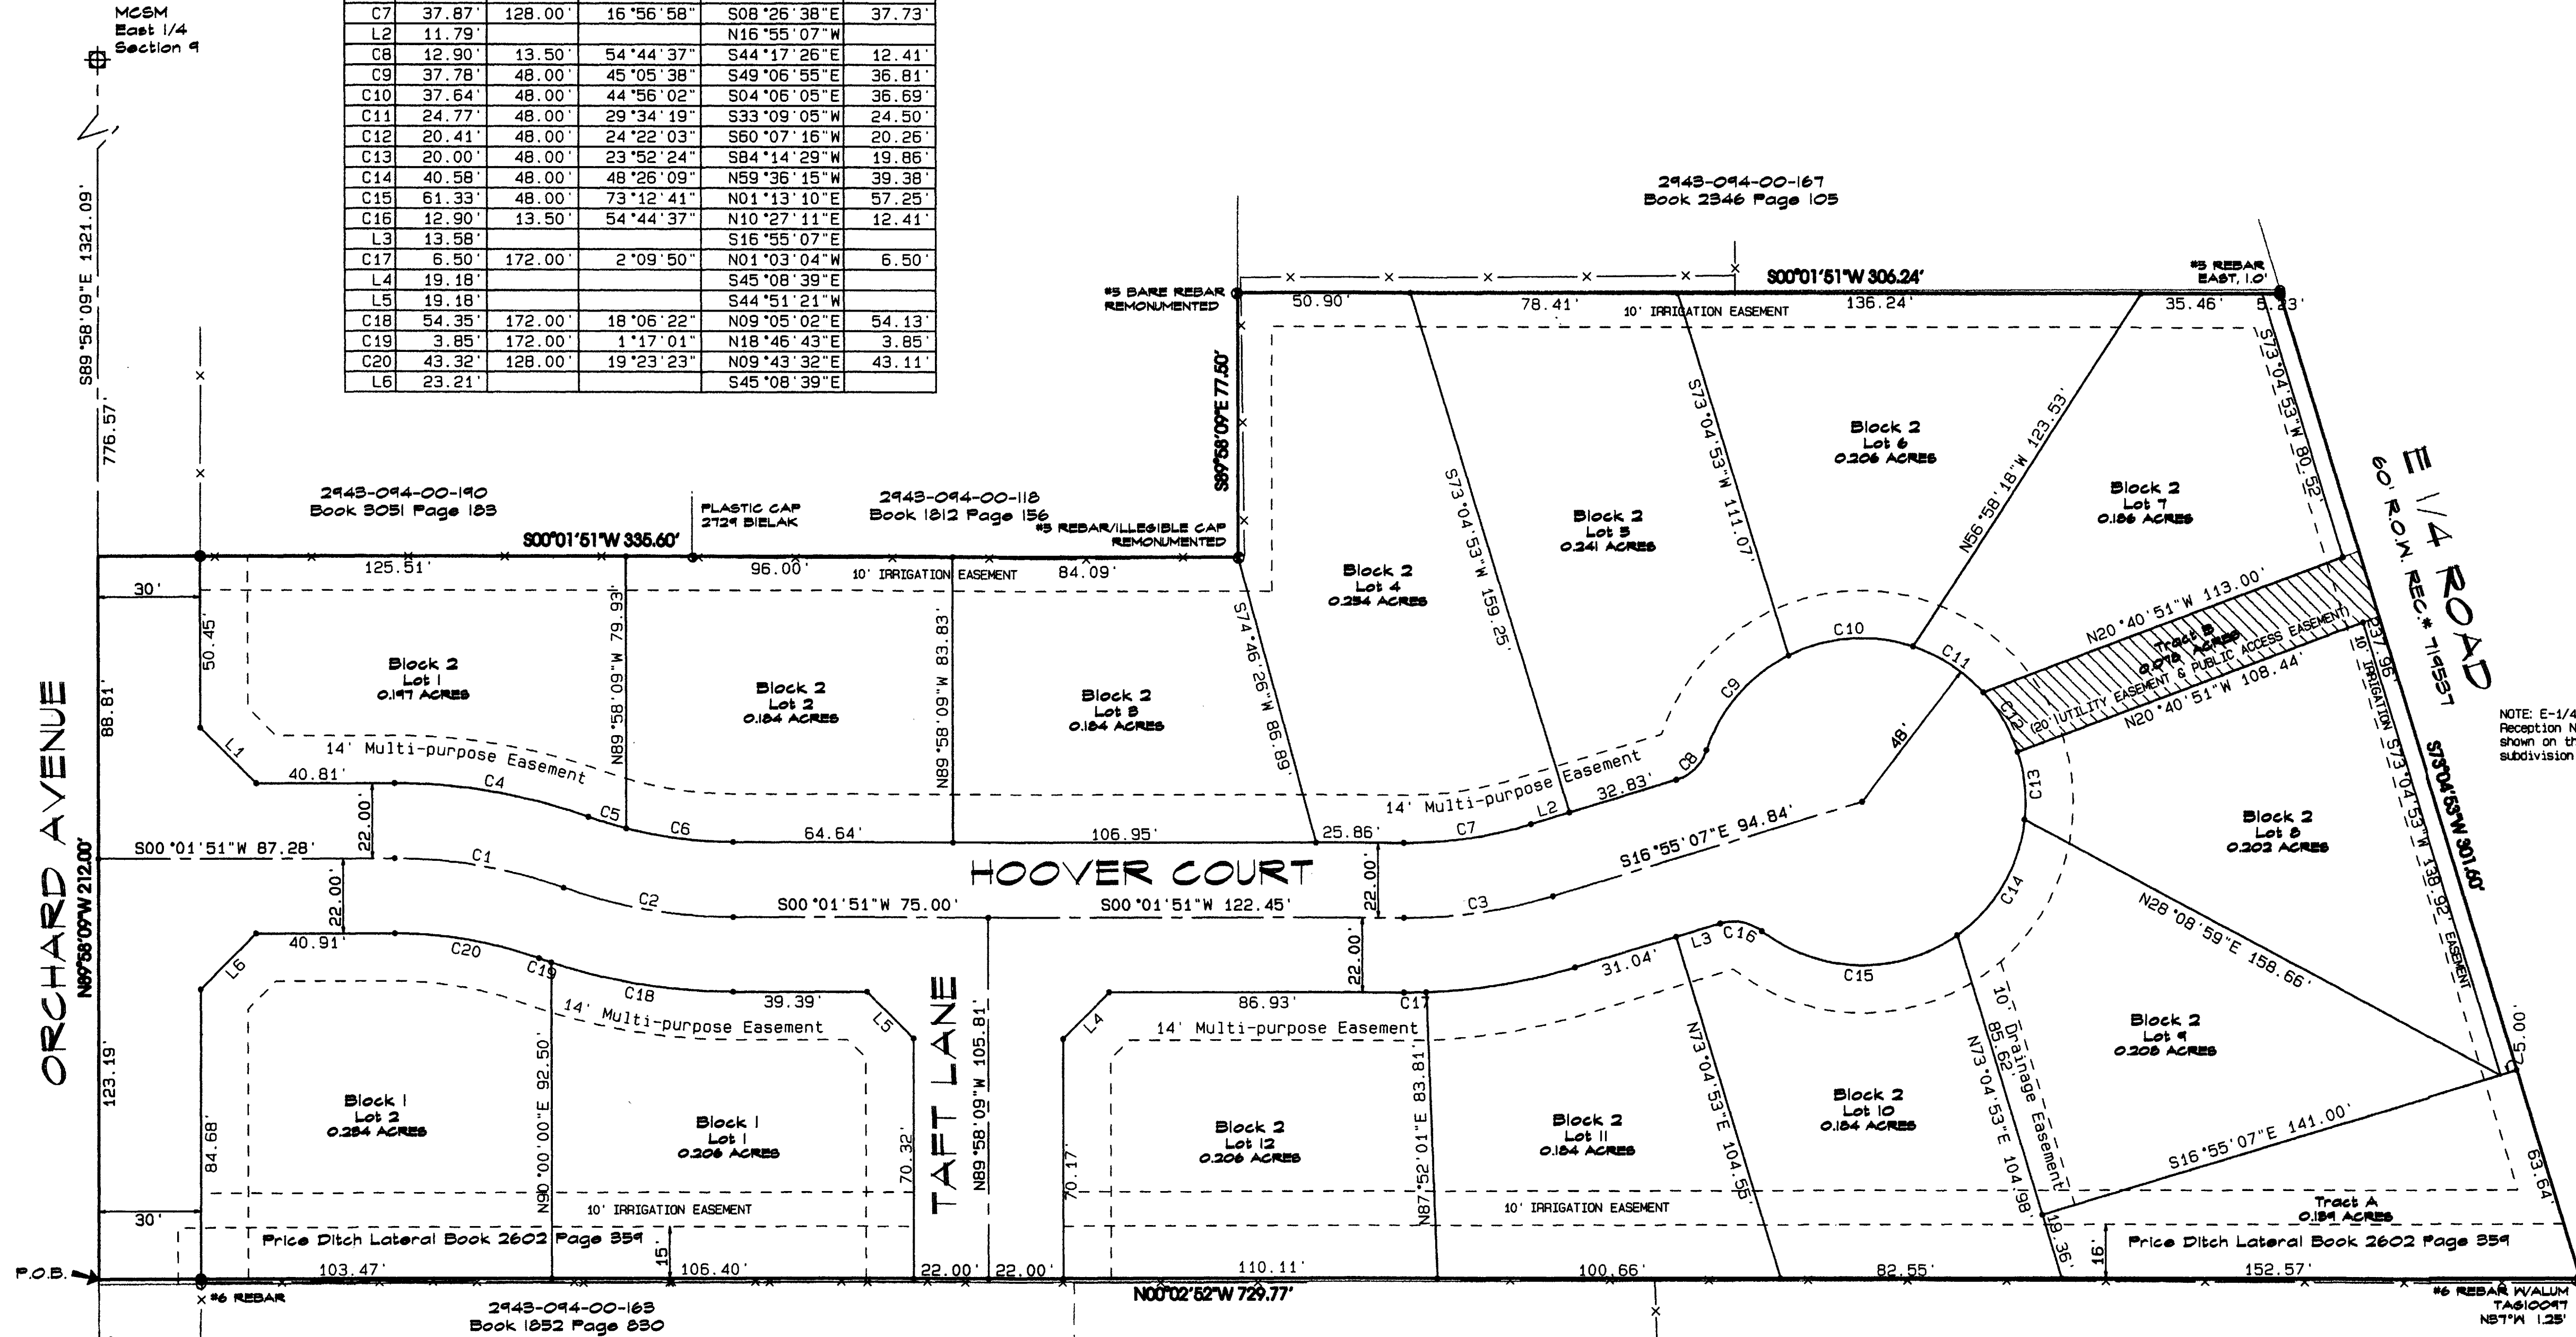 MCSM
East 1/4
Section 9
C7 37.87' 128.00' 16°56'58" S08°26'38"E 37.73'
L2 11.79' N16°55'07"W
C8 12.90' 13.50' 54°44'37" S44°17'26"E 12.41'
C9 37.78' 48.00' 45°05'38" S49°06'55"E 36.81'
C10 37.64' 48.00' 44°56'02" S04°06'05"E 36.69'
C11 24.77' 48.00' 29°34'19" S33°09'05"W 24.50'
C12 20.41' 48.00' 24°22'03" S60°07'16"W 20.26'
C13 20.00' 48.00' 23°52'24" S84°14'29"W 19.86'
C14 40.58' 48.00' 48°26'09" N59°36'15"W 39.38'
C15 61.33' 48.00' 73°12'41" N01°13'10"E 57.25'
C16 12.90' 13.50' 54°44'37" N10°27'11"E 12.41'
L3 13.58' S16°55'07"E
C17 6.50' 172.00' 2°09'50" N01°03'04"W 6.50'
L4 19.18' S45°08'39"E
L5 19.18' S44°51'21"W
C18 54.35' 172.00' 18°06'22" N09°05'02"E 54.13'
C19 3.85' 172.00' 1°17'01" N18°46'43"E 3.85'
C20 43.32' 128.00' 19°23'23" N09°43'32"E 43.11'
L6 23.21' S45°08'39"E
S89°58'09"E 1321.09'
776.57'
2943-094-00-167
Book 2346 Page 105
#5 BARE REBAR
REMONUMENTED
S00°01'51"W 306.24'
#5 REBAR
EAST, 1.0'
50.90'
78.41'
10' IRRIGATION EASEMENT
136.24'
35.46'
5.23'
S89°58'09"E 77.50'
S73°04'53"W 80.52'
S73°04'53"W 111.07'
S73°04'53"W 159.25'
N56°58'18"W 123.53'
Block 2
Lot 6
0.206 ACRES
Block 2
Lot 7
0.186 ACRES
Block 2
Lot 5
0.241 ACRES
Block 2
Lot 4
0.254 ACRES
E 1/4 ROAD
60' R.O.W. REC.# 719537
2943-094-00-190
Book 3051 Page 183
PLASTIC CAP
2729 BIELAK
2943-094-00-118
Book 1812 Page 156
#5 REBAR/ILLEGIBLE CAP
REMONUMENTED
S00°01'51"W 335.60'
125.51'
96.00'
10' IRRIGATION EASEMENT
84.09'
30'
50.45'
88.81'
N89°58'09"W 79.93'
N89°58'09"W 83.83'
S74°46'26"W 86.89'
Block 2
Lot 1
0.197 ACRES
Block 2
Lot 2
0.184 ACRES
Block 2
Lot 3
0.184 ACRES
14' Multi-purpose Easement
14' Multi-purpose Easement
L1
40.81'
C4
C5
C6
64.64'
106.95'
25.86'
C7
L2
32.83'
C8
C9
C10
C11
C12
C13
C14
48'
N20°40'51"W 113.00'
Tract B
(20' UTILITY EASEMENT & PUBLIC ACCESS EASEMENT)
N20°40'51"W 108.44'
237.96'
10' IRRIGATION
EASEMENT
S73°04'53"W 138.92'
S73°04'53"W 301.60'
NOTE: E-1/4
Reception N
shown on th
subdivision
Block 2
Lot 8
0.202 ACRES
ORCHARD AVENUE
N89°58'09"W 212.00'
S00°01'51"W 87.28'
22.00'
22.00'
C1
C2
HOOVER COURT
S00°01'51"W 75.00'
S00°01'51"W 122.45'
22.00'
22.00'
C3
S16°55'07"E 94.84'
N28°08'59"E 158.66'
L6
40.91'
C20
C19
C18
39.39'
L5
L4
86.93'
C17
31.04'
L3
C16
C15
14' Multi-purpose Easement
14' Multi-purpose Easement
TAFT LANE
N89°58'09"W 105.81'
123.19'
84.68'
N90°00'00"E 92.50'
70.32'
70.17'
N87°52'01"E 83.81'
N73°04'53"E 104.55'
N73°04'53"E 104.98'
85.62'
10' Drainage Easement
5.00'
Block 1
Lot 2
0.254 ACRES
Block 1
Lot 1
0.206 ACRES
Block 2
Lot 12
0.206 ACRES
Block 2
Lot 11
0.184 ACRES
Block 2
Lot 10
0.184 ACRES
Block 2
Lot 9
0.208 ACRES
S16°55'07"E 141.00'
63.64'
30'
10' IRRIGATION EASEMENT
10' IRRIGATION EASEMENT
Tract A
0.189 ACRES
Price Ditch Lateral Book 2602 Page 359
15'
16'
Price Ditch Lateral Book 2602 Page 359
P.O.B.
103.47'
106.40'
22.00'
22.00'
110.11'
100.66'
82.55'
19.36'
152.57'
#6 REBAR
2943-094-00-163
Book 1852 Page 830
N00°02'52"W 729.77'
#6 REBAR W/ALUM
TAG10097
N57°W 1.25'